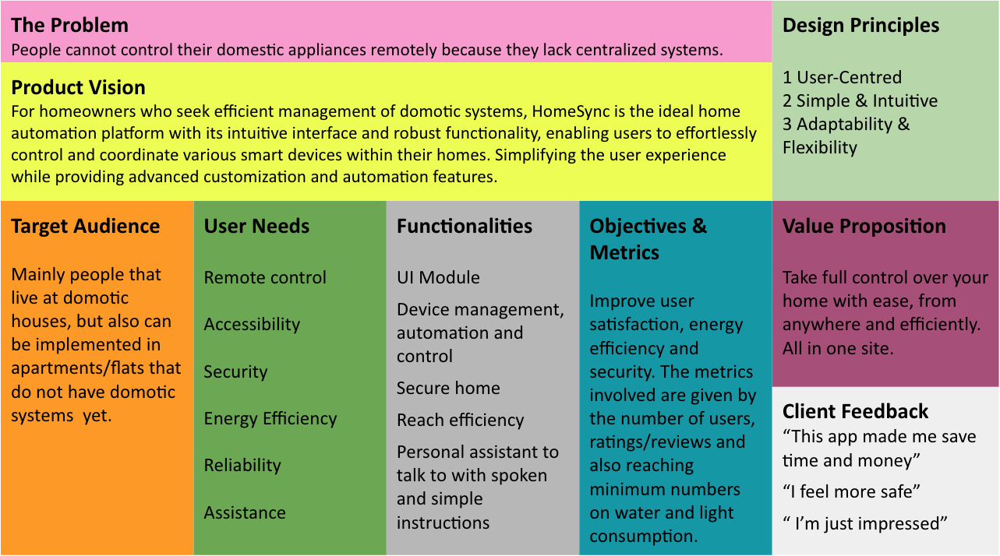 The Problem
People cannot control their domestic appliances remotely because they lack centralized systems.
Product Vision
For homeowners who seek efficient management of domotic systems, HomeSync is the ideal home
automation platform with its intuitive interface and robust functionality, enabling users to effortlessly
control and coordinate various smart devices within their homes. Simplifying the user experience
while providing advanced customization and automation features.
Design Principles
1 User-Centred
2 Simple & Intuitive
3 Adaptability &
Flexibility
Target Audience
Mainly people that
live at domotic
houses, but also can
be implemented in
apartments/flats that
do not have domotic
systems  yet.
User Needs
Remote control
Accessibility
Security
Energy Efficiency
Reliability
Assistance
Functionalities
UI Module
Device management,
automation and
control
Secure home
Reach efficiency
Personal assistant to
talk to with spoken
and simple
instructions
Objectives &
Metrics
Improve user
satisfaction, energy
efficiency and
security. The metrics
involved are given by
the number of users,
ratings/reviews and
also reaching
minimum numbers
on water and light
consumption.
Value Proposition
Take full control over your
home with ease, from
anywhere and efficiently.
All in one site.
Client Feedback
“This app made me save
time and money”
“I feel more safe”
“ I’m just impressed”